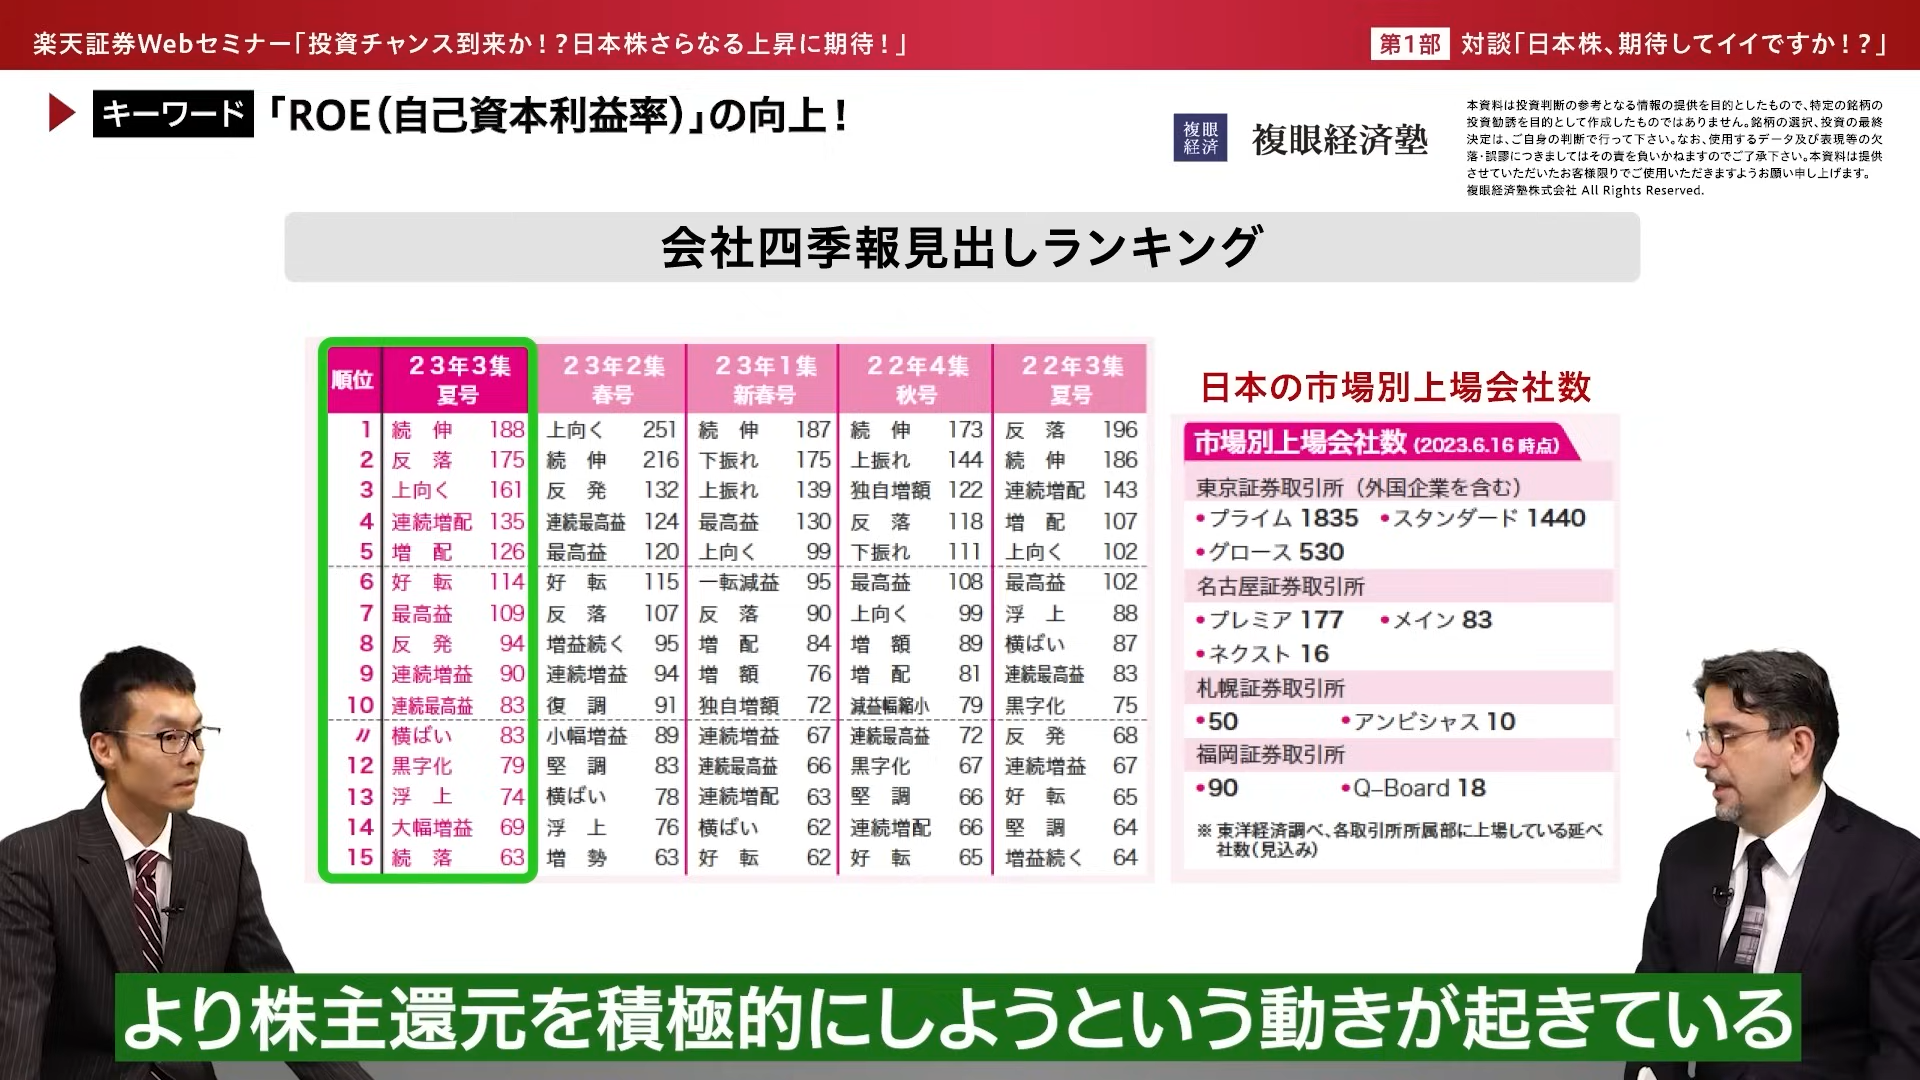 楽天証券Webセミナー「投資チャンス到来か！？日本株さらなる上昇に期待！」
第1部 対談「日本株、期待してイイですか！？」
キーワード 「ROE（自己資本利益率）」の向上！
複眼経済
複眼経済塾
本資料は投資判断の参考となる情報の提供を目的としたもので、特定の銘柄の
投資勧誘を目的として作成したものではありません。銘柄の選択、投資の最終
決定は、ご自身の判断で行って下さい。なお、使用するデータ及び表現等の欠
落・誤謬につきましてはその責を負いかねますのでご了承下さい。本資料は提供
させていただいたお客様限りでご使用いただきますようお願い申し上げます。
複眼経済塾株式会社 All Rights Reserved.
会社四季報見出しランキング
順位 23年3集 夏号 23年2集 春号 23年1集 新春号 22年4集 秋号 22年3集 夏号
1 続伸 188 上向く 251 続伸 187 続伸 173 反落 196
2 反落 175 続伸 216 下振れ 175 上振れ 144 続伸 186
3 上向く 161 反発 132 上振れ 139 独自増額 122 連続増配 143
4 連続増配 135 連続最高益 124 最高益 130 反落 118 増配 107
5 増配 126 最高益 120 上向く 99 下振れ 111 上向く 102
6 好転 114 好転 115 一転減益 95 最高益 108 最高益 102
7 最高益 109 反落 107 反落 90 上向く 99 浮上 88
8 反発 94 増益続く 95 増配 84 増額 89 横ばい 87
9 連続増益 90 連続増益 94 増額 76 増配 81 連続最高益 83
10 連続最高益 83 復調 91 独自増額 72 減益幅縮小 79 黒字化 75
〃 横ばい 83 小幅増益 89 連続増益 67 連続最高益 72 反発 68
12 黒字化 79 堅調 83 連続最高益 66 黒字化 67 連続増益 67
13 浮上 74 横ばい 78 連続増配 63 堅調 66 好転 65
14 大幅増益 69 浮上 76 横ばい 62 連続増配 66 堅調 64
15 続落 63 増勢 63 好転 62 好転 65 増益続く 64
日本の市場別上場会社数
市場別上場会社数（2023.6.16時点）
東京証券取引所（外国企業を含む）
•プライム 1835 •スタンダード 1440
•グロース 530
名古屋証券取引所
•プレミア 177 •メイン 83
•ネクスト 16
札幌証券取引所
•50 •アンビシャス 10
福岡証券取引所
•90 •Q–Board 18
※東洋経済調べ、各取引所所属部に上場している延べ
社数（見込み）
より株主還元を積極的にしようという動きが起きている